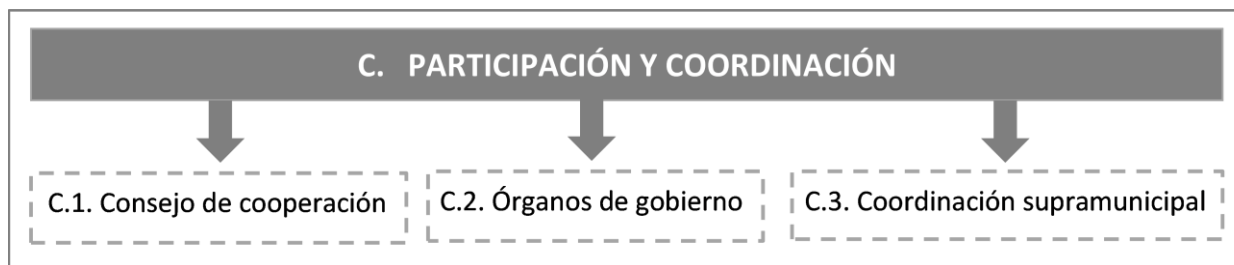 C. PARTICIPACIÓN Y COORDINACIÓN
C.1. Consejo de cooperación
C.2. Órganos de gobierno
C.3. Coordinación supramunicipal